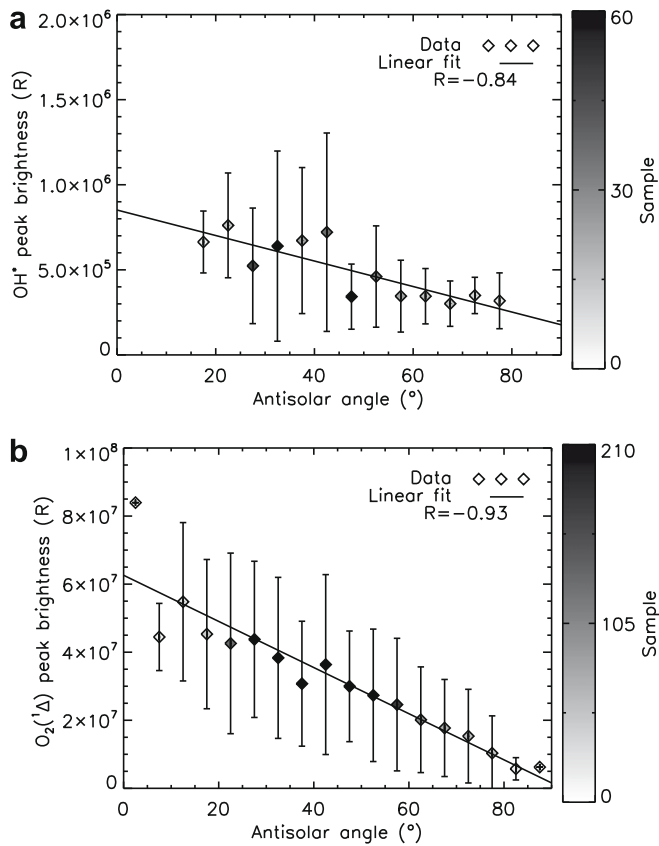 a
2.0×10⁶
1.5×10⁶
1.0×10⁶
5.0×10⁵
0
OH* peak brightness (R)
Data
Linear fit
R=−0.84
0 20 40 60 80
Antisolar angle (°)
60
30
0
Sample
b
1×10⁸
8×10⁷
6×10⁷
4×10⁷
2×10⁷
0
O₂(¹Δ) peak brightness (R)
Data
Linear fit
R=−0.93
0 20 40 60 80
Antisolar angle (°)
210
105
0
Sample